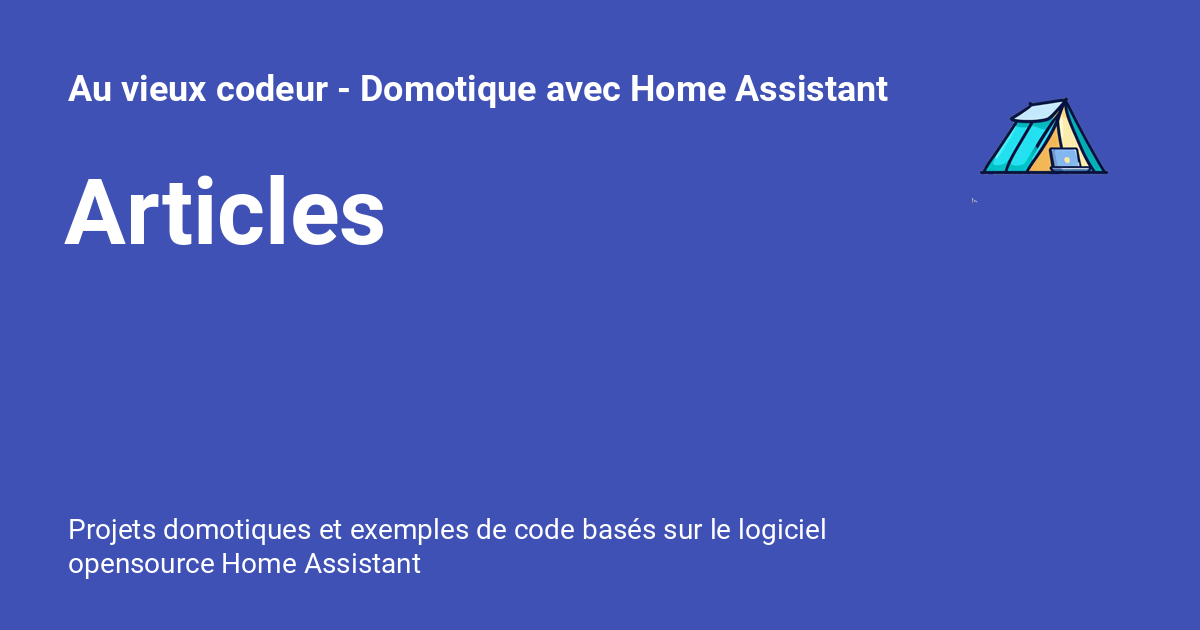 Au vieux codeur - Domotique avec Home Assistant
Articles
Projets domotiques et exemples de code basés sur le logiciel
opensource Home Assistant